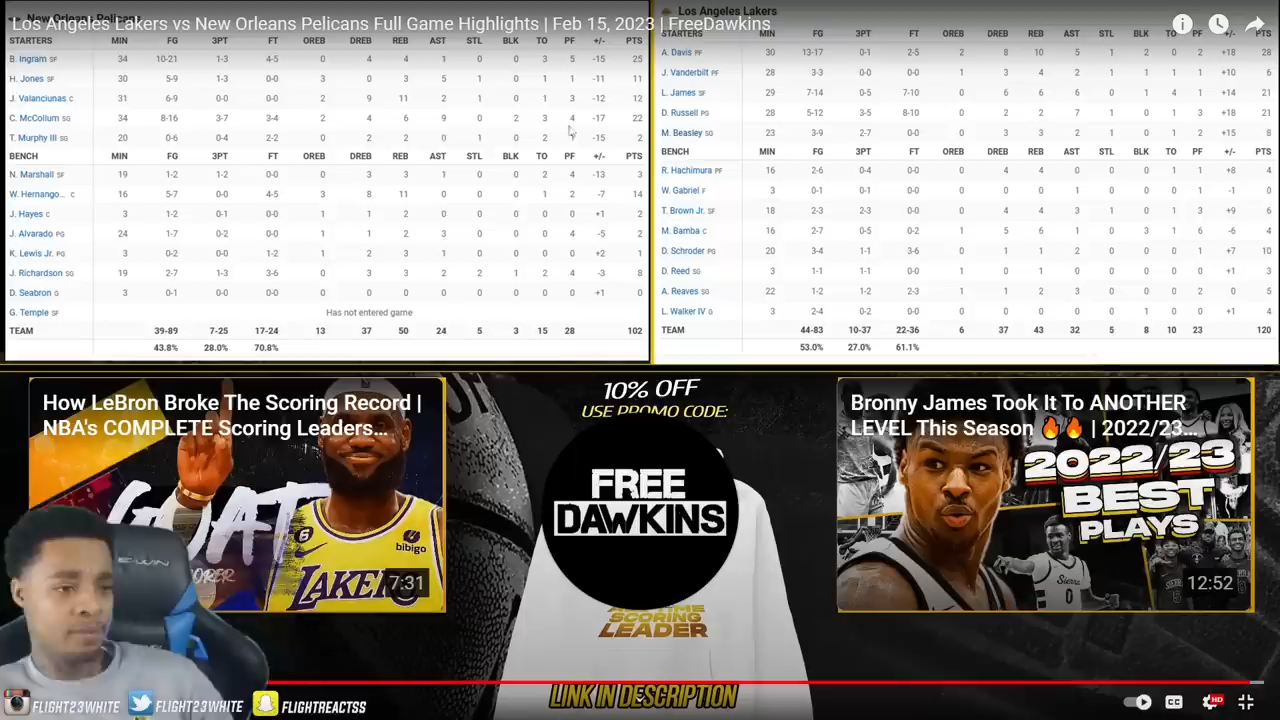 Los Angeles Lakers vs New Orleans Pelicans Full Game Highlights | Feb 15, 2023 | FreeDawkins
New Orleans Pelicans
STARTERS MIN FG 3PT FT OREB DREB REB AST STL BLK TO PF +/- PTS
B. Ingram SF 34 10-21 1-3 4-5 0 4 4 1 0 0 3 5 -15 25
H. Jones SF 30 5-9 1-3 0-0 3 0 3 5 1 1 1 1 -11 11
J. Valanciunas C 31 6-9 0-0 0-0 2 9 11 2 1 0 1 3 -12 12
C. McCollum SG 34 8-16 3-7 3-4 2 4 6 9 0 2 3 4 -17 22
T. Murphy III SG 20 0-6 0-4 2-2 0 2 2 0 1 0 2 -15 2
BENCH MIN FG 3PT FT OREB DREB REB AST STL BLK TO PF +/- PTS
N. Marshall SF 19 1-2 1-2 0-0 0 3 3 1 0 0 2 4 -13 3
W. Hernango... C 16 5-7 0-0 4-5 3 8 11 0 0 0 1 2 -7 14
J. Hayes C 3 1-2 0-1 0-0 1 1 2 0 0 0 0 0 +1 2
J. Alvarado PG 24 1-7 0-2 0-0 1 1 2 3 0 0 0 4 -5 2
K. Lewis Jr. PG 3 0-2 0-0 1-2 1 2 3 1 0 0 0 0 +2 1
J. Richardson SG 19 2-7 1-3 3-6 0 3 3 2 2 1 2 4 -3 8
D. Seabron G 3 0-1 0-0 0-0 0 0 0 0 0 0 0 0 +1 0
G. Temple SF Has not entered game
TEAM 39-89 7-25 17-24 13 37 50 24 5 3 15 28 102
43.8% 28.0% 70.8%
Los Angeles Lakers
STARTERS MIN FG 3PT FT OREB DREB REB AST STL BLK TO PF +/- PTS
A. Davis PF 30 13-17 0-1 2-5 2 8 10 5 1 2 0 2 +18 28
J. Vanderbilt PF 28 3-3 0-0 0-0 1 3 4 2 1 0 2 4 +10 6
L. James SF 29 7-14 0-5 7-10 0 6 6 6 0 1 4 1 +14 21
D. Russell PG 28 5-12 3-5 8-10 0 2 2 7 0 1 1 3 +18 21
M. Beasley SG 23 3-9 2-7 0-0 0 3 3 2 1 0 1 2 +15 8
BENCH MIN FG 3PT FT OREB DREB REB AST STL BLK TO PF +/- PTS
R. Hachimura PF 16 2-6 0-4 0-0 0 4 4 0 0 0 1 1 +8 4
W. Gabriel F 3 0-1 0-1 0-0 0 0 0 1 0 0 0 1 -1 0
T. Brown Jr. SF 18 2-3 2-3 0-0 0 4 4 3 1 0 0 1 +9 6
M. Bamba C 16 2-7 0-5 0-2 1 5 6 1 0 3 1 6 -6 4
D. Schroder PG 20 3-4 1-1 3-6 0 1 1 2 0 0 0 1 +7 10
D. Reed SG 3 1-1 1-1 0-0 1 0 1 0 0 0 0 0 +1 3
A. Reaves SG 22 1-2 1-2 2-3 1 1 2 3 1 0 0 2 0 5
L. Walker IV G 3 2-4 0-2 0-0 0 0 0 0 0 1 0 0 +1 4
TEAM 44-83 10-37 22-36 6 37 43 32 5 8 10 23 120
53.0% 27.0% 61.1%
How LeBron Broke The Scoring Record |
NBA's COMPLETE Scoring Leaders...
GOAT
6
bibigo
LAKERS
7:31
10% OFF
USE PROMO CODE:
FREE
DAWKINS
SCORING
LEADER
LINK IN DESCRIPTION
Bronny James Took It To ANOTHER
LEVEL This Season 🔥🔥 | 2022/23...
2022/23
BEST
PLAYS
Sierra
0
12:52
FLIGHT23WHITE FLIGHT23WHITE FLIGHTREACTSS
CC
HD